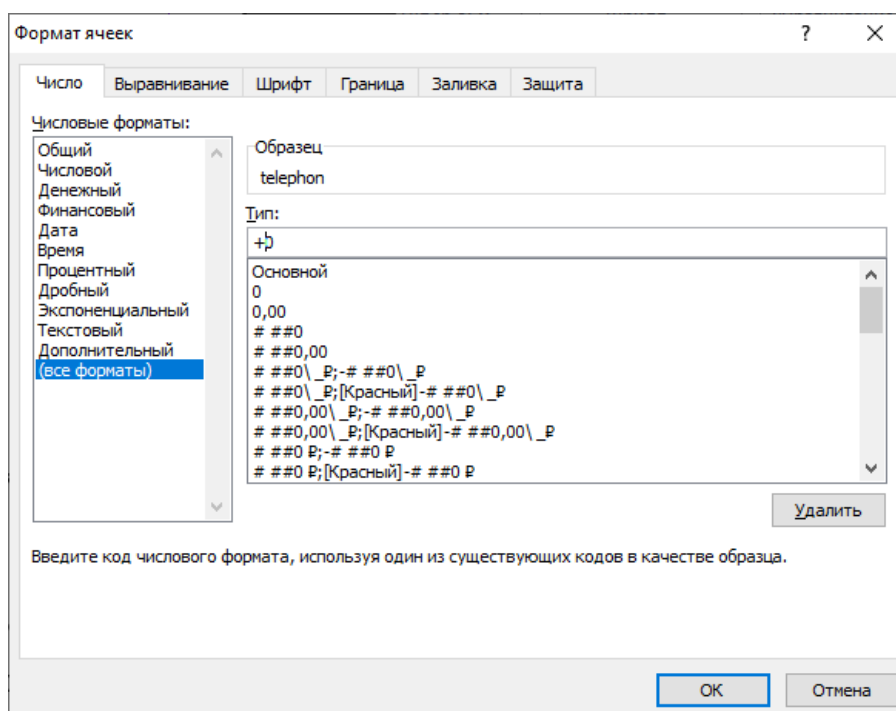 Формат ячеек
Число Выравнивание Шрифт Граница Заливка Защита
Числовые форматы:
Общий
Числовой
Денежный
Финансовый
Дата
Время
Процентный
Дробный
Экспоненциальный
Текстовый
Дополнительный
(все форматы)
Образец
telephon
Тип:
+0
Основной
0
0,00
# ##0
# ##0,00
# ##0\ _₽;-# ##0\ _₽
# ##0\ _₽;[Красный]-# ##0\ _₽
# ##0,00\ _₽;-# ##0,00\ _₽
# ##0,00\ _₽;[Красный]-# ##0,00\ _₽
# ##0 ₽;-# ##0 ₽
# ##0 ₽;[Красный]-# ##0 ₽
Удалить
Введите код числового формата, используя один из существующих кодов в качестве образца.
ОК Отмена